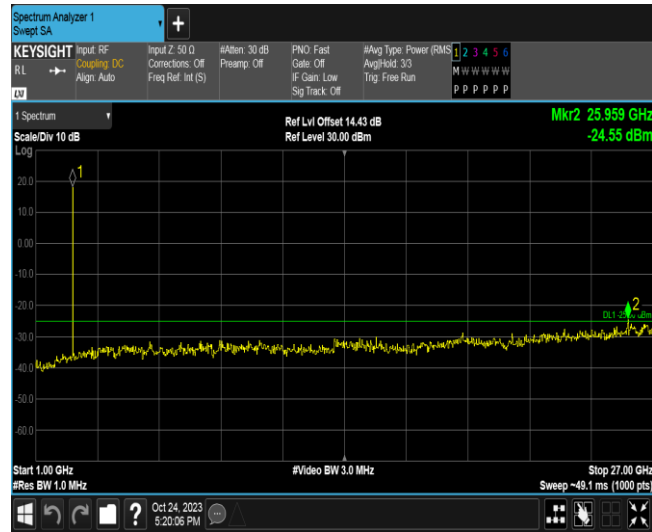 Spectrum Analyzer 1
Swept SA
+
KEYSIGHT
RL
LXI
Input: RF
Coupling: DC
Align: Auto
Input Z: 50 Ω
Corrections: Off
Freq Ref: Int (S)
#Atten: 30 dB
Preamp: Off
PNO: Fast
Gate: Off
IF Gain: Low
Sig Track: Off
#Avg Type: Power (RMS
Avg|Hold: 3/3
Trig: Free Run
1 2 3 4 5 6
M W W W W W
P P P P P P
1 Spectrum
Scale/Div 10 dB
Log
Ref Lvl Offset 14.43 dB
Ref Level 30.00 dBm
Mkr2 25.959 GHz
-24.55 dBm
1
20.0
10.0
0.00
-10.0
-20.0
2
-30.0
-40.0
-50.0
-60.0
Start 1.00 GHz
#Res BW 1.0 MHz
#Video BW 3.0 MHz
Stop 27.00 GHz
Sweep ~49.1 ms (1000 pts)
?
Oct 24, 2023
5:20:06 PM